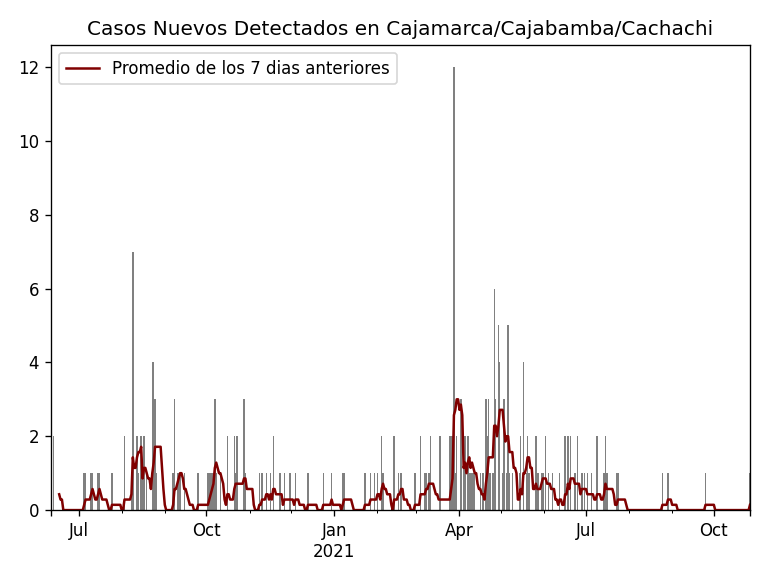 Casos Nuevos Detectados en Cajamarca/Cajabamba/Cachachi
Promedio de los 7 dias anteriores
12
10
8
6
4
2
0
Jul
Oct
Jan
2021
Apr
Jul
Oct